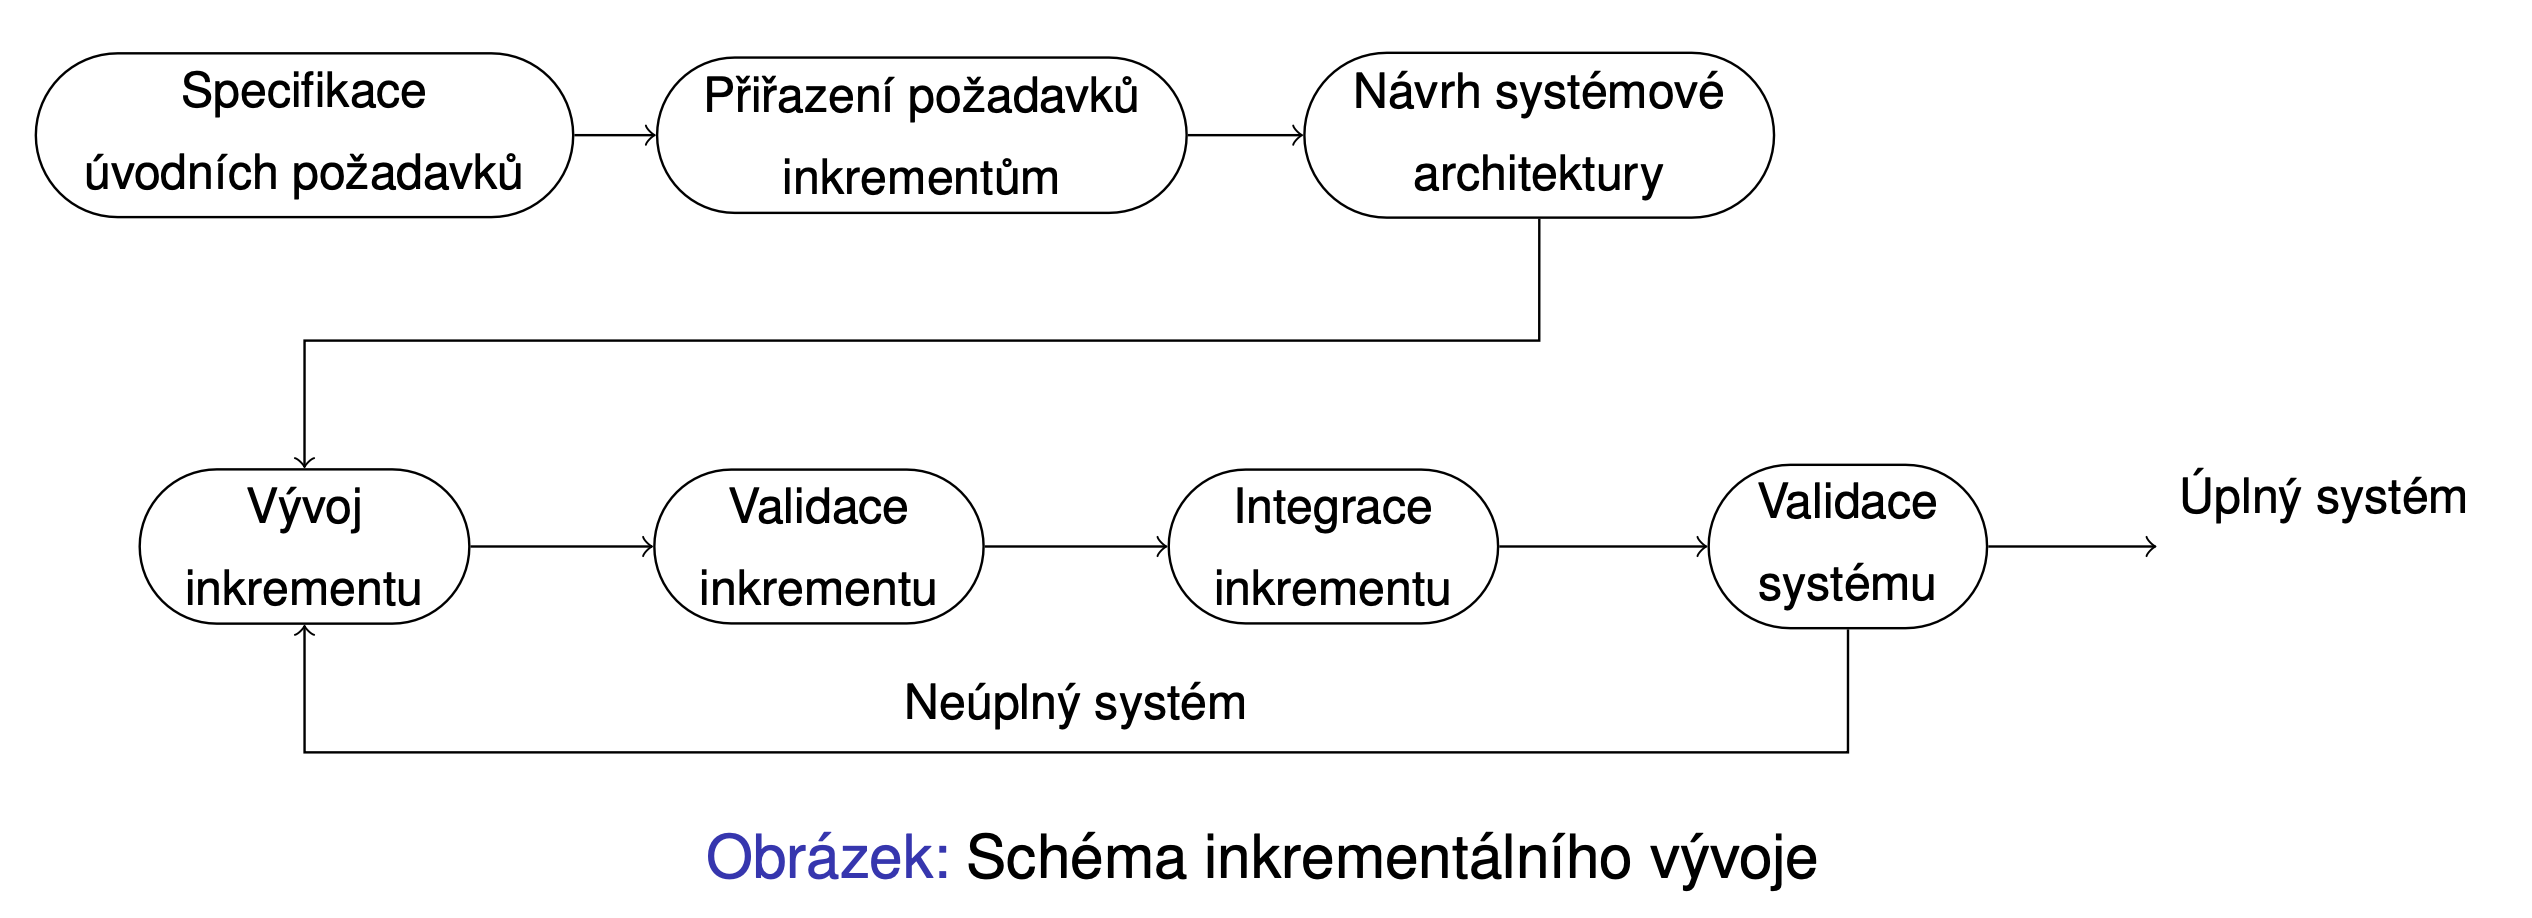 Specifikace
úvodních požadavků
Přiřazení požadavků
inkrementům
Návrh systémové
architektury
Vývoj
inkrementu
Validace
inkrementu
Integrace
inkrementu
Validace
systému
Úplný systém
Neúplný systém
Obrázek: Schéma inkrementálního vývoje